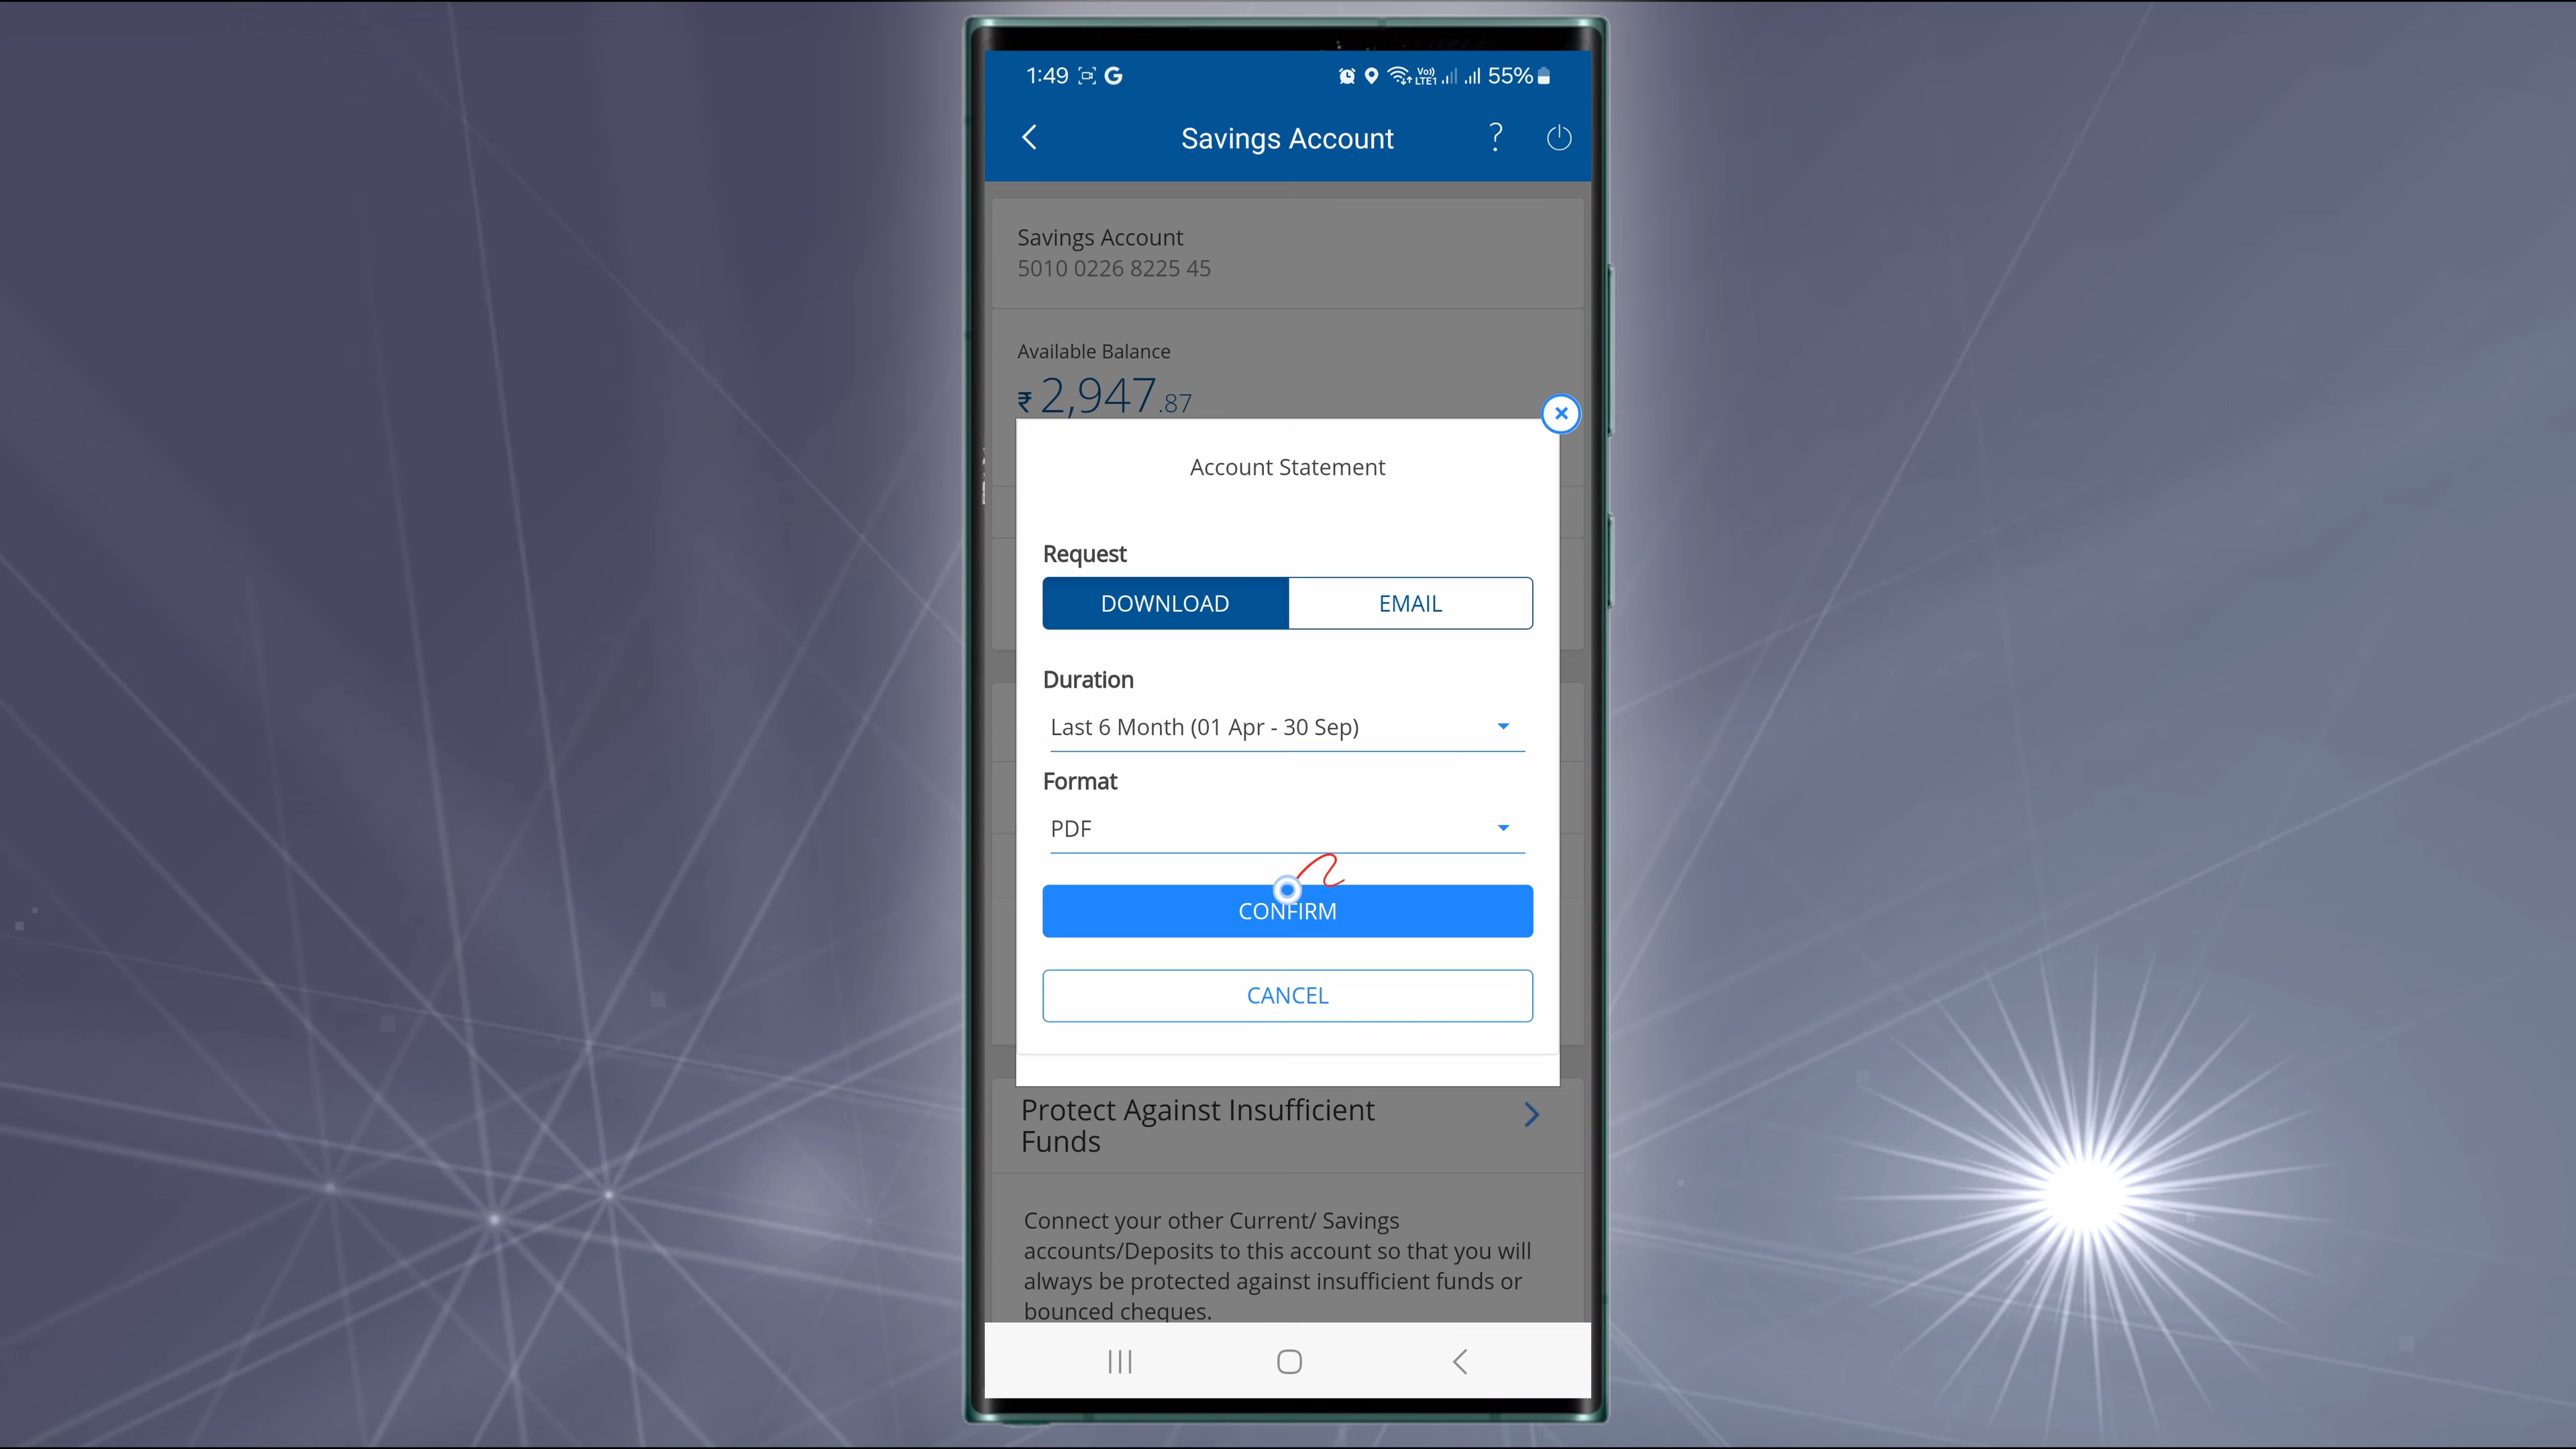 1:49
Vo)) LTE1 55%
Savings Account
?
Savings Account
5010 0226 8225 45
Available Balance
₹ 2,947.87
Account Statement
Request
DOWNLOAD EMAIL
Duration
Last 6 Month (01 Apr - 30 Sep)
Format
PDF
CONFIRM
CANCEL
Protect Against Insufficient
Funds
Connect your other Current/ Savings
accounts/Deposits to this account so that you will
always be protected against insufficient funds or
bounced cheques.